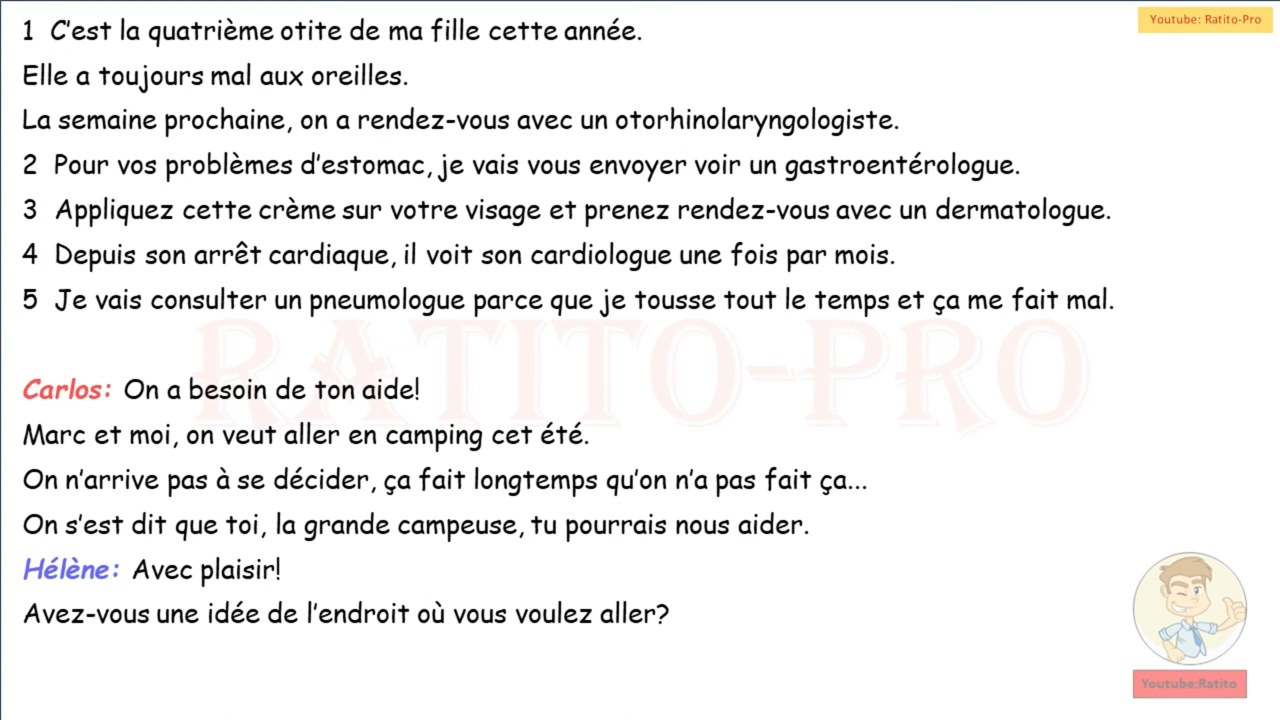 1 C'est la quatrième otite de ma fille cette année.
Youtube: Ratito-Pro
Elle a toujours mal aux oreilles.
La semaine prochaine, on a rendez-vous avec un otorhinolaryngologiste.
2 Pour vos problèmes d'estomac, je vais vous envoyer voir un gastroentérologue.
3 Appliquez cette crème sur votre visage et prenez rendez-vous avec un dermatologue.
4 Depuis son arrêt cardiaque, il voit son cardiologue une fois par mois.
5 Je vais consulter un pneumologue parce que je tousse tout le temps et ça me fait mal.
RATITO-PRO
Carlos: On a besoin de ton aide!
Marc et moi, on veut aller en camping cet été.
On n'arrive pas à se décider, ça fait longtemps qu'on n'a pas fait ça...
On s'est dit que toi, la grande campeuse, tu pourrais nous aider.
Hélène: Avec plaisir!
Avez-vous une idée de l'endroit où vous voulez aller?
Youtube:Ratito